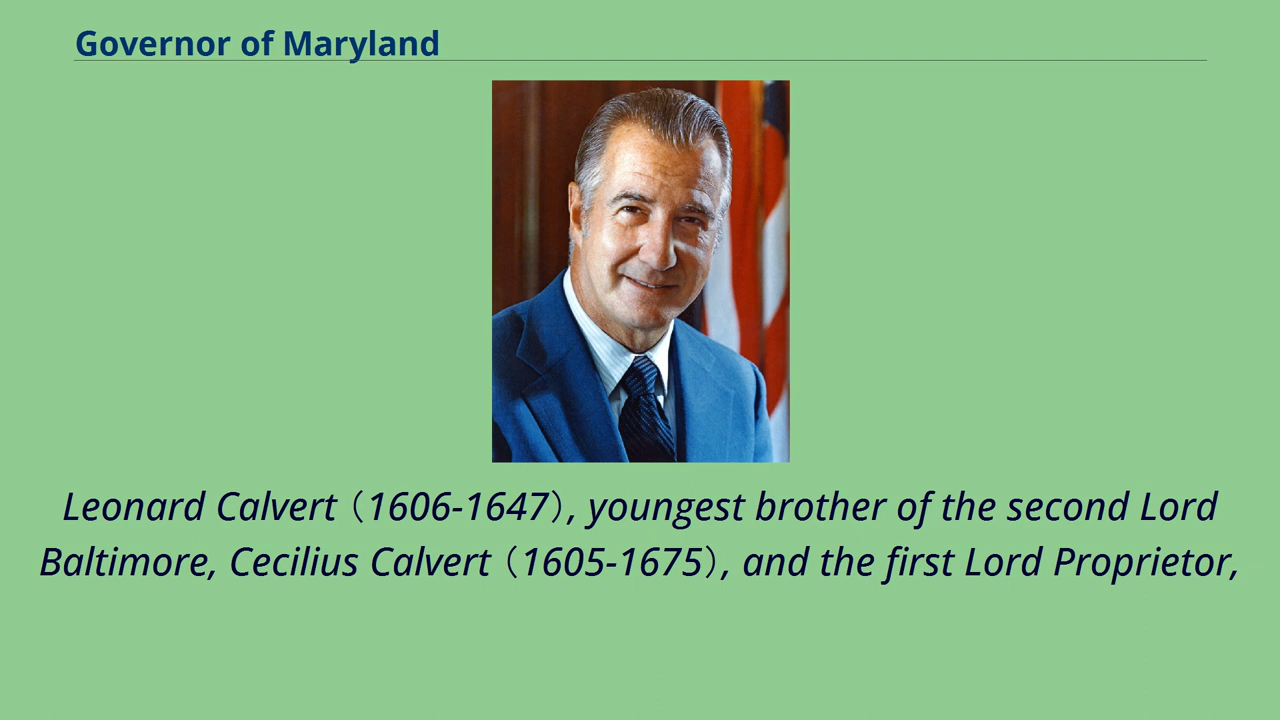 Governor of Maryland
Leonard Calvert（1606-1647）, youngest brother of the second Lord
Baltimore, Cecilius Calvert（1605-1675）, and the first Lord Proprietor,